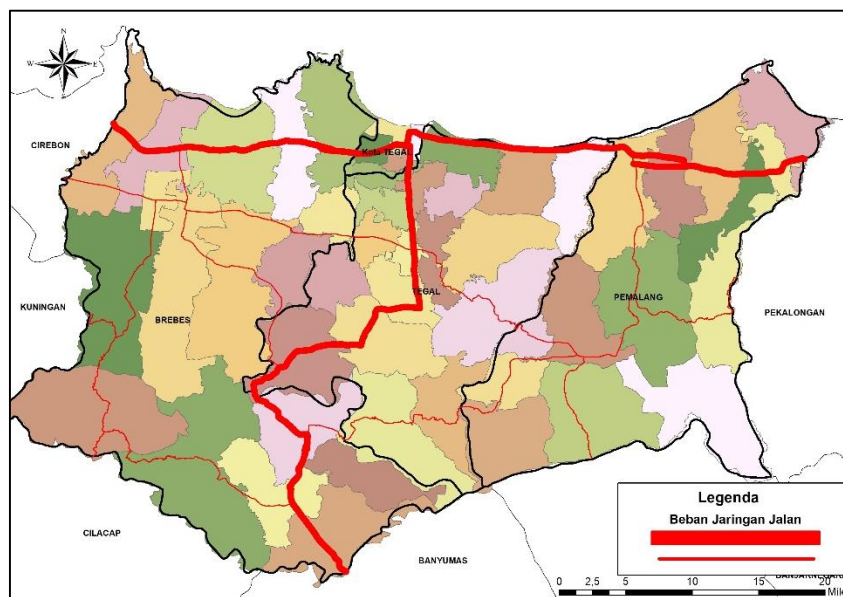 N
W
E
S
CIREBON
Kota TEGAL
KUNINGAN
BREBES
TEGAL
PEMALANG
PEKALONGAN
CILACAP
BANYUMAS
Legenda
Beban Jaringan Jalan
0 2,5 5 10 15 20